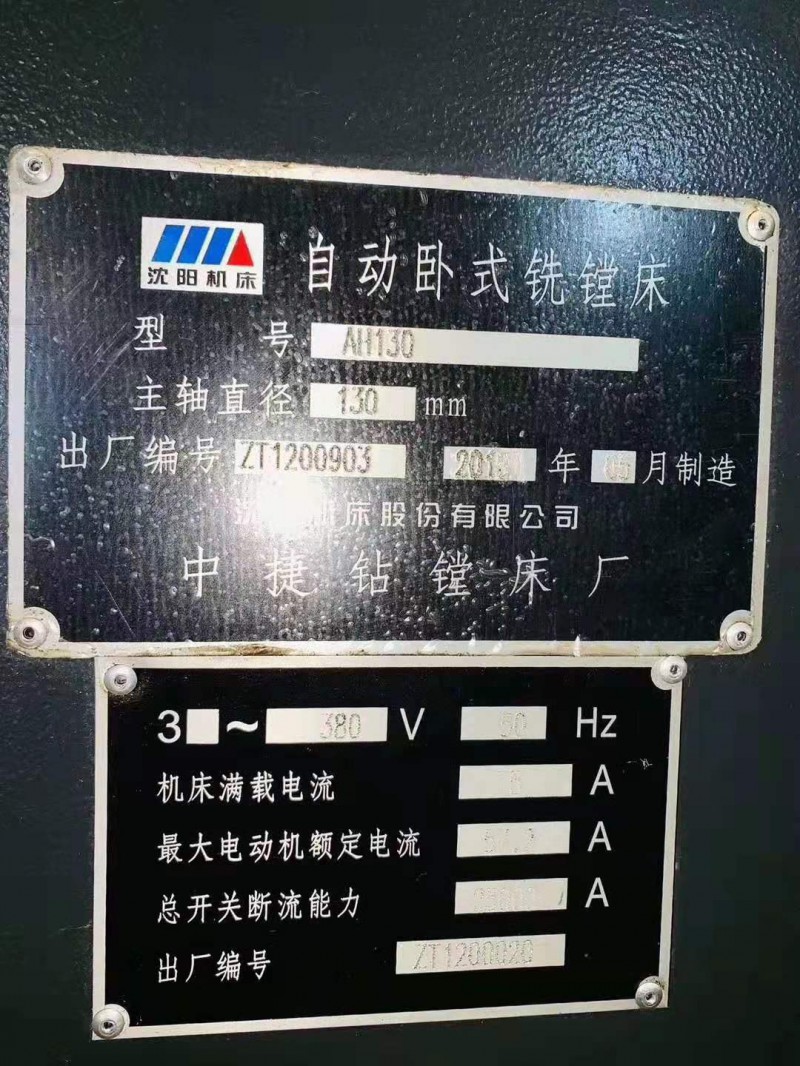 沈阳机床
自动卧式铣镗床
型 号 AH130
主轴直径 130 mm
出厂编号 ZT1200903 年 月制造
床股份有限公司
中捷钻镗床厂
3 ~ 380 V 50 Hz
机床满载电流 A
最大电动机额定电流 A
总开关断流能力 A
出厂编号